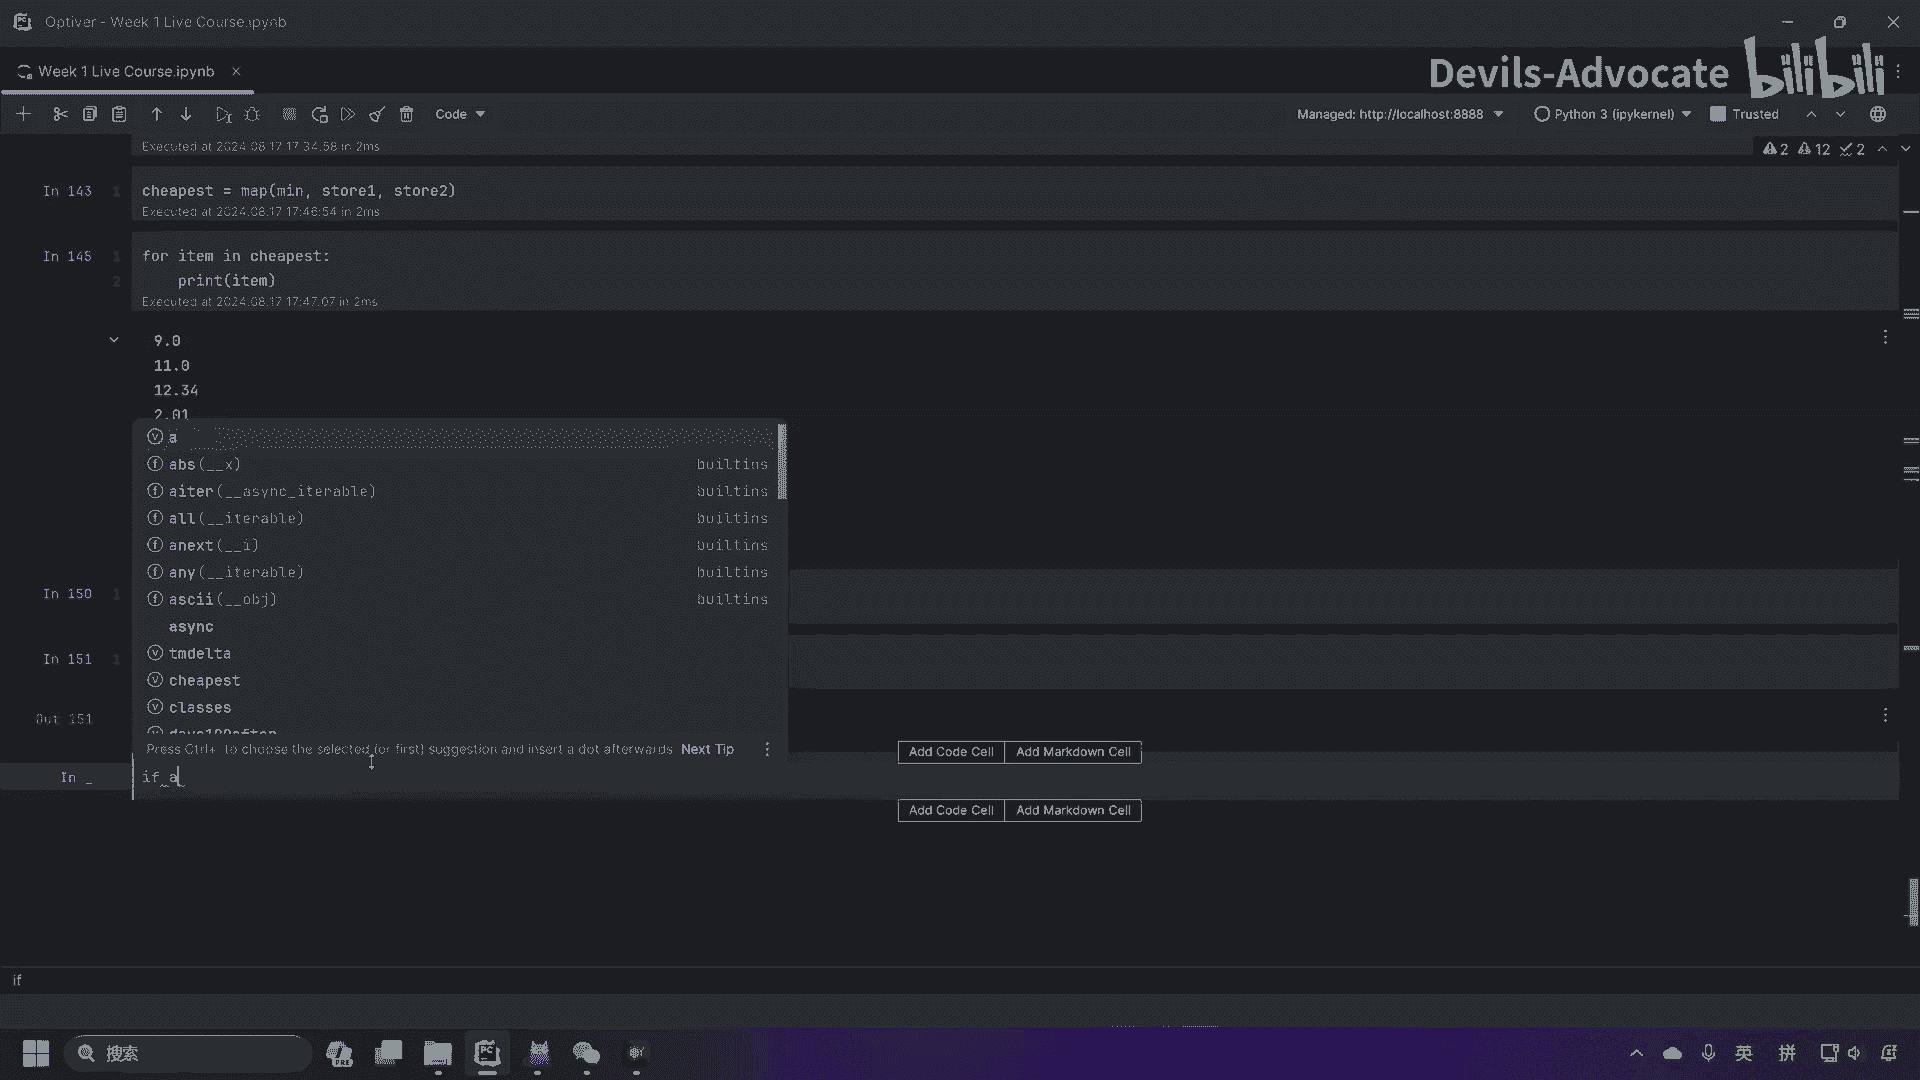 Optiver - Week 1 Live Course.ipynb
Week 1 Live Course.ipynb
Devils-Advocate bilibili
Code
Managed: http://localhost:8888
Python 3 (ipykernel)
Trusted
Executed at 2024.08.17 17:34:58 in 2ms
2 12 2
In 143 1 cheapest = map(min, store1, store2)
Executed at 2024.08.17 17:46:54 in 2ms
In 145 1 for item in cheapest:
2 print(item)
Executed at 2024.08.17 17:47:07 in 2ms
9.0
11.0
12.34
2.01
a
abs(__x) builtins
aiter(__async_iterable) builtins
all(__iterable) builtins
anext(__i) builtins
any(__iterable) builtins
ascii(__obj) builtins
async
tmdelta
cheapest
classes
Press Ctrl+. to choose the selected (or first) suggestion and insert a dot afterwards Next Tip
In 150 1
In 151 1
Out 151
Add Code Cell Add Markdown Cell
In _ if a
Add Code Cell Add Markdown Cell
if
搜索
PRE
PC
英
拼